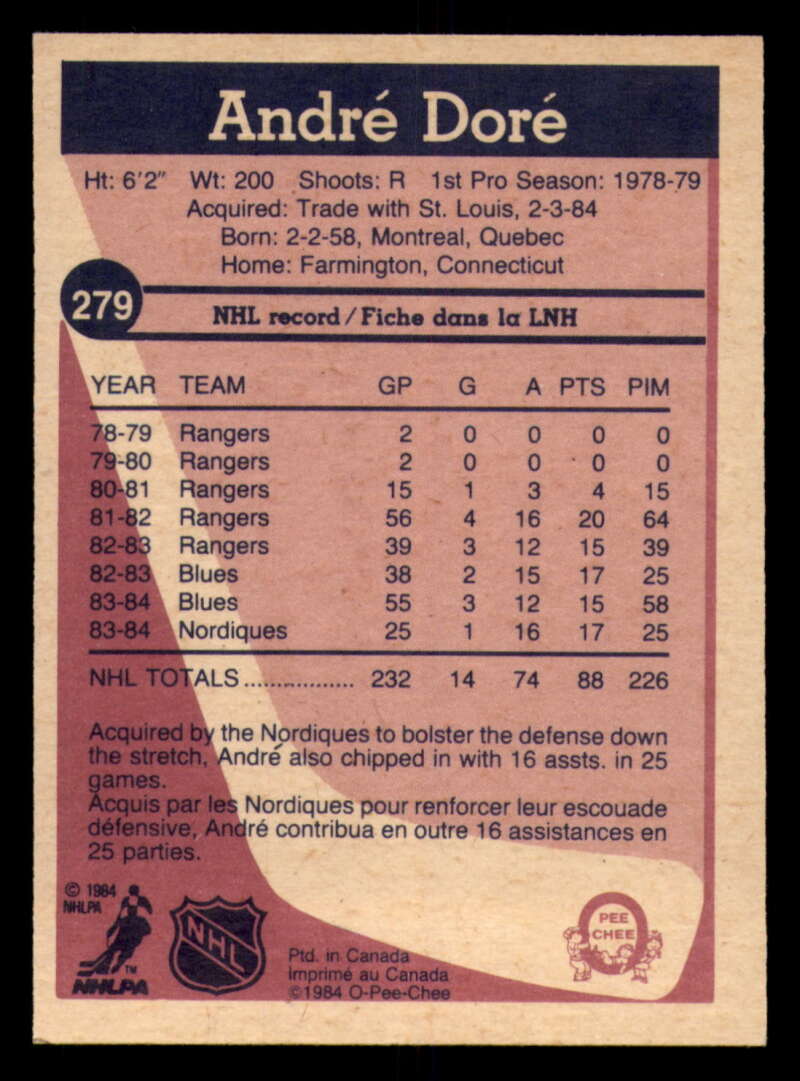 André Doré
Ht: 6'2" Wt: 200 Shoots: R 1st Pro Season: 1978-79
Acquired: Trade with St. Louis, 2-3-84
Born: 2-2-58, Montreal, Quebec
Home: Farmington, Connecticut
279
NHL record/Fiche dans la LNH
YEAR TEAM GP G A PTS PIM
78-79 Rangers 2 0 0 0 0
79-80 Rangers 2 0 0 0 0
80-81 Rangers 15 1 3 4 15
81-82 Rangers 56 4 16 20 64
82-83 Rangers 39 3 12 15 39
82-83 Blues 38 2 15 17 25
83-84 Blues 55 3 12 15 58
83-84 Nordiques 25 1 16 17 25
NHL TOTALS................. 232 14 74 88 226
Acquired by the Nordiques to bolster the defense down
the stretch, André also chipped in with 16 assts. in 25
games.
Acquis par les Nordiques pour renforcer leur escouade
défensive, André contribua en outre 16 assistances en
25 parties.
© 1984
NHLPA
TM
NHLPA
NHL
Ptd. in Canada
Imprimé au Canada
©1984 O-Pee-Chee
PEE
CHEE